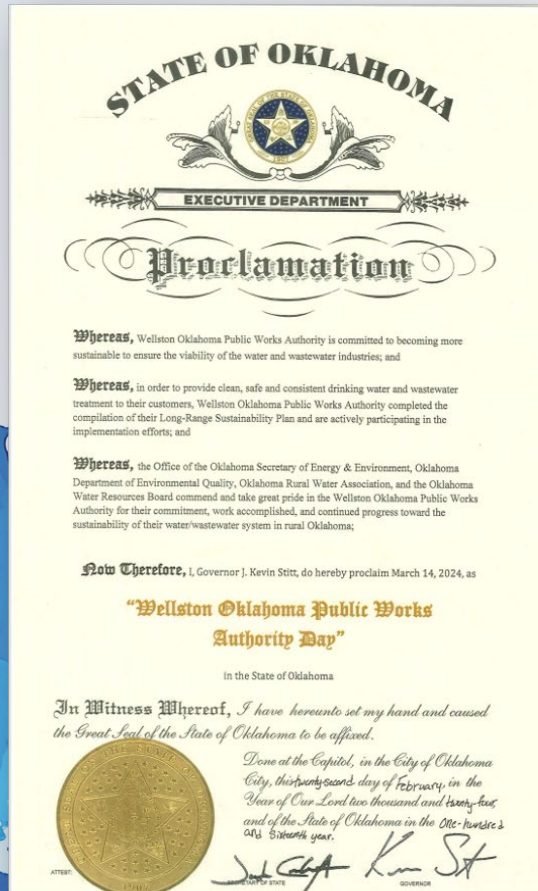 STATE OF OKLAHOMA
GREAT SEAL OF THE STATE OF OKLAHOMA
1907
EXECUTIVE DEPARTMENT
Proclamation
Whereas, Wellston Oklahoma Public Works Authority is committed to becoming more
sustainable to ensure the viability of the water and wastewater industries; and
Whereas, in order to provide clean, safe and consistent drinking water and wastewater
treatment to their customers, Wellston Oklahoma Public Works Authority completed the
compilation of their Long-Range Sustainability Plan and are actively participating in the
implementation efforts; and
Whereas, the Office of the Oklahoma Secretary of Energy & Environment, Oklahoma
Department of Environmental Quality, Oklahoma Rural Water Association, and the Oklahoma
Water Resources Board commend and take great pride in the Wellston Oklahoma Public Works
Authority for their commitment, work accomplished, and continued progress toward the
sustainability of their water/wastewater system in rural Oklahoma;
Now Therefore, I, Governor J. Kevin Stitt, do hereby proclaim March 14, 2024, as
"Wellston Oklahoma Public Works
Authority Day"
in the State of Oklahoma
In Witness Whereof, I have hereunto set my hand and caused
the Great Seal of the State of Oklahoma to be affixed.
Done at the Capitol, in the City of Oklahoma
City, this twenty-second day of February, in the
Year of Our Lord two thousand and twenty-four,
and of the State of Oklahoma in the One-hundred
and Sixteenth year.
ATTEST:
SECRETARY OF STATE
GOVERNOR